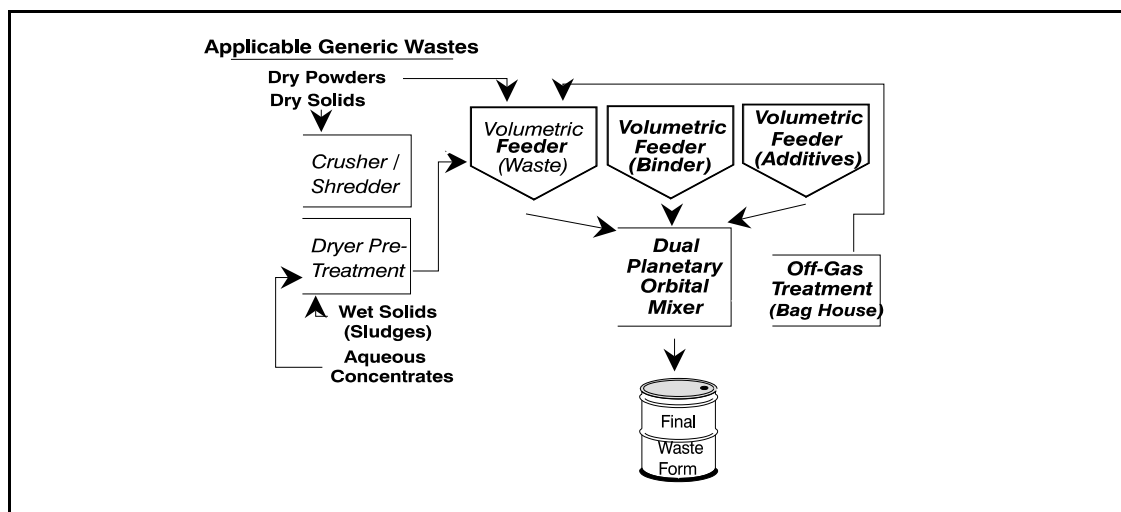 Applicable Generic Wastes
Dry Powders
Dry Solids
Crusher /
Shredder
Dryer Pre-
Treatment
Wet Solids
(Sludges)
Aqueous
Concentrates
Volumetric
Feeder
(Waste)
Volumetric
Feeder
(Binder)
Volumetric
Feeder
(Additives)
Dual
Planetary
Orbital
Mixer
Off-Gas
Treatment
(Bag House)
Final
Waste
Form